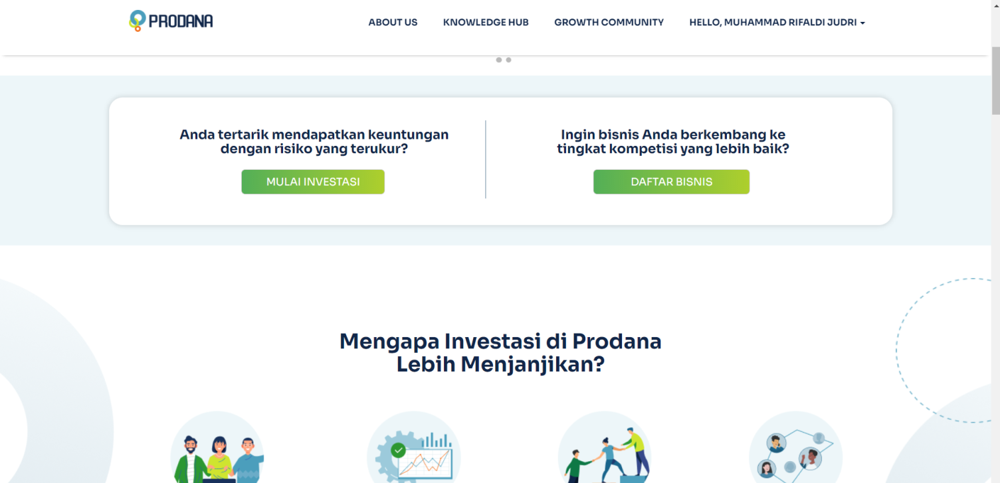 PRODANA
ABOUT US
KNOWLEDGE HUB
GROWTH COMMUNITY
HELLO, MUHAMMAD RIFALDI JUDRI
Anda tertarik mendapatkan keuntungan
dengan risiko yang terukur?
MULAI INVESTASI
Ingin bisnis Anda berkembang ke
tingkat kompetisi yang lebih baik?
DAFTAR BISNIS
Mengapa Investasi di Prodana
Lebih Menjanjikan?